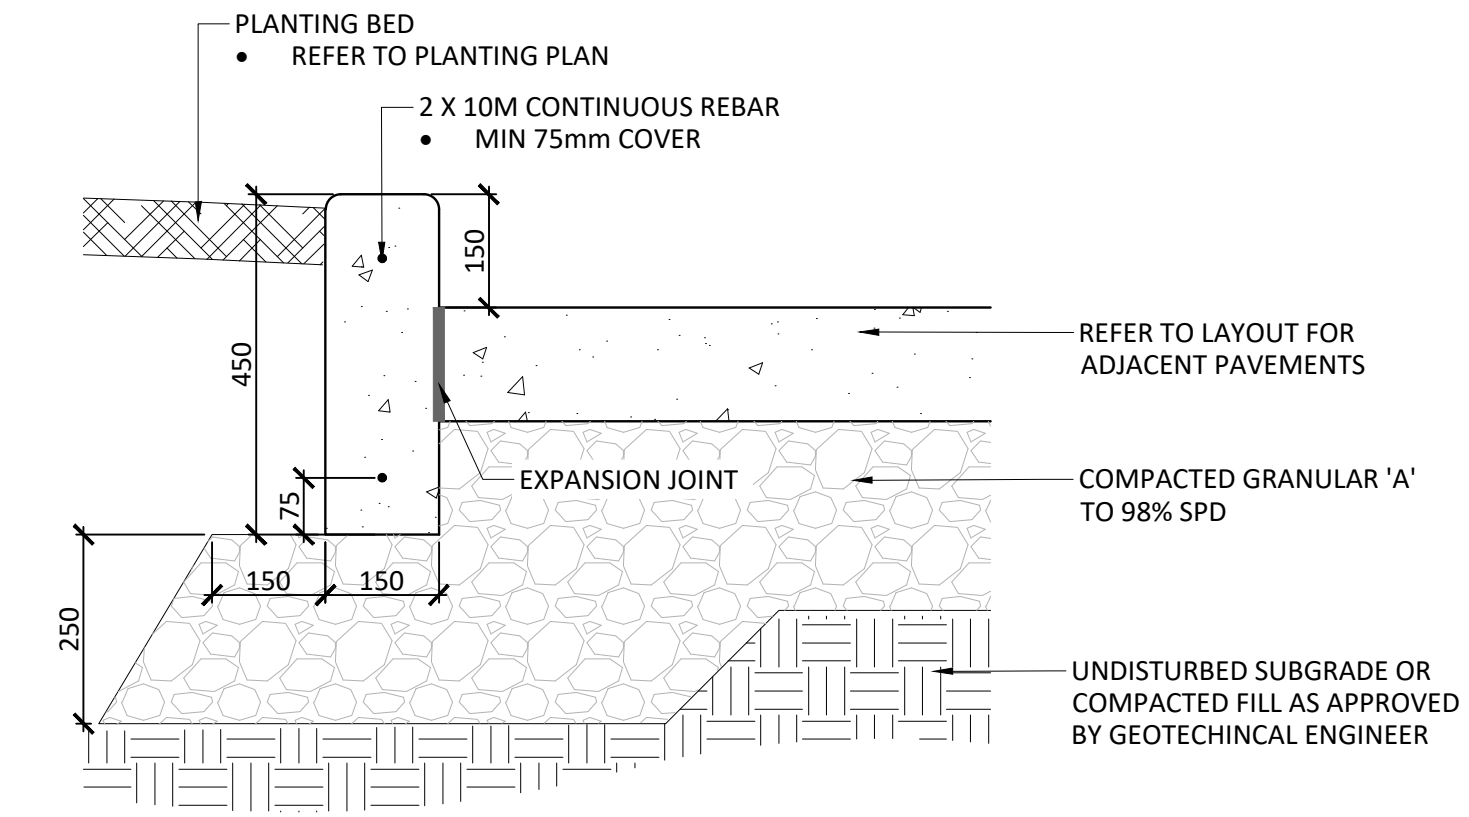 PLANTING BED
• REFER TO PLANTING PLAN
2 X 10M CONTINUOUS REBAR
• MIN 75mm COVER
150
450
REFER TO LAYOUT FOR
ADJACENT PAVEMENTS
EXPANSION JOINT
COMPACTED GRANULAR 'A'
TO 98% SPD
75
150
150
250
UNDISTURBED SUBGRADE OR
COMPACTED FILL AS APPROVED
BY GEOTECHINCAL ENGINEER